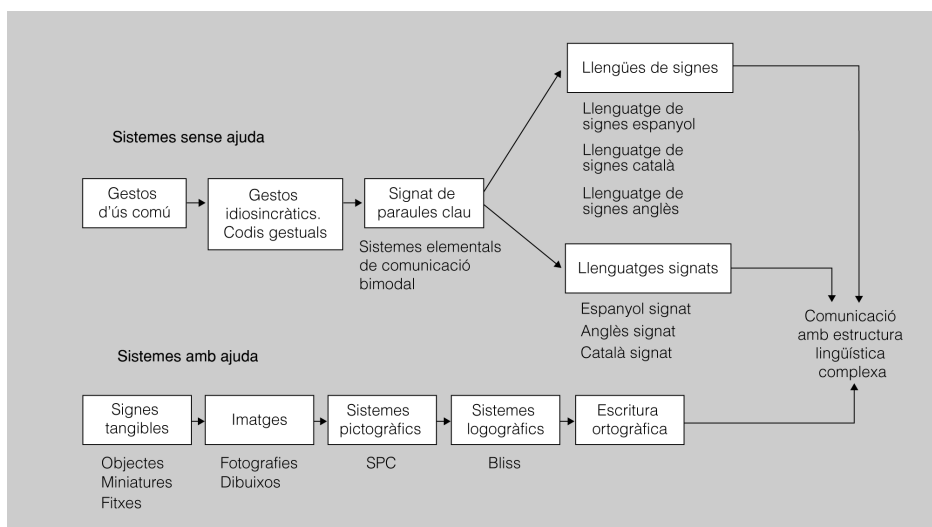 Sistemes sense ajuda
Gestos
d'ús comú
Gestos
idiosincràtics.
Codis gestuals
Signat de
paraules clau
Sistemes elementals
de comunicació
bimodal
Llengües de signes
Llenguatge de
signes espanyol
Llenguatge de
signes català
Llenguatge de
signes anglès
Llenguatges signats
Espanyol signat
Anglès signat
Català signat
Comunicació
amb estructura
lingüística
complexa
Sistemes amb ajuda
Signes
tangibles
Objectes
Miniatures
Fitxes
Imatges
Fotografies
Dibuixos
Sistemes
pictogràfics
SPC
Sistemes
logogràfics
Bliss
Escritura
ortogràfica